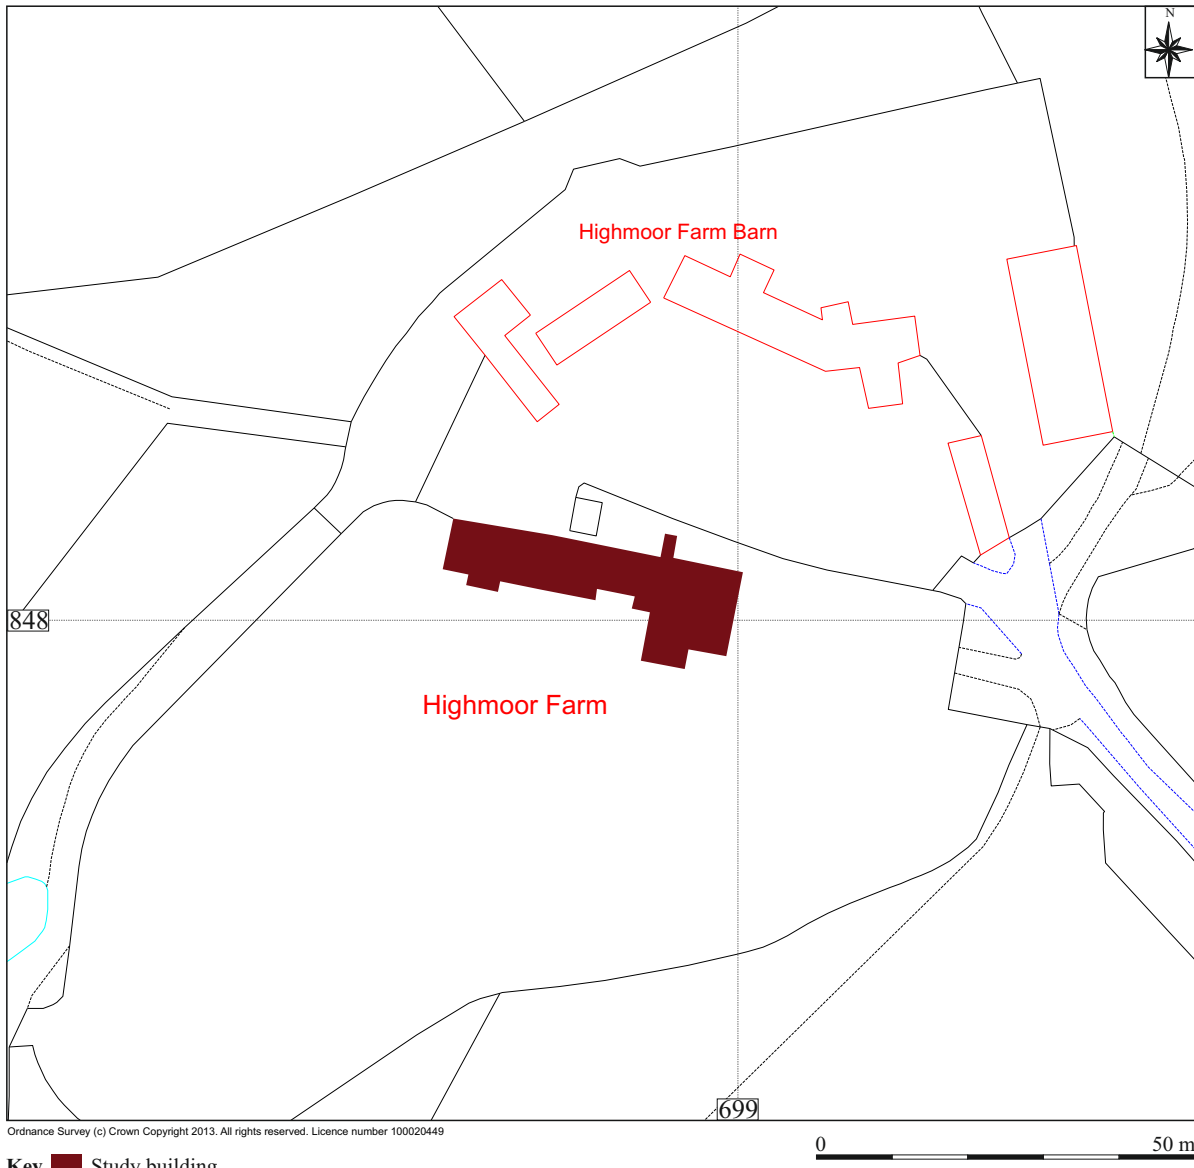 N
Highmoor Farm Barn
848
Highmoor Farm
699
Ordnance Survey (c) Crown Copyright 2013. All rights reserved. Licence number 100020449
0 50 m
Key Study building